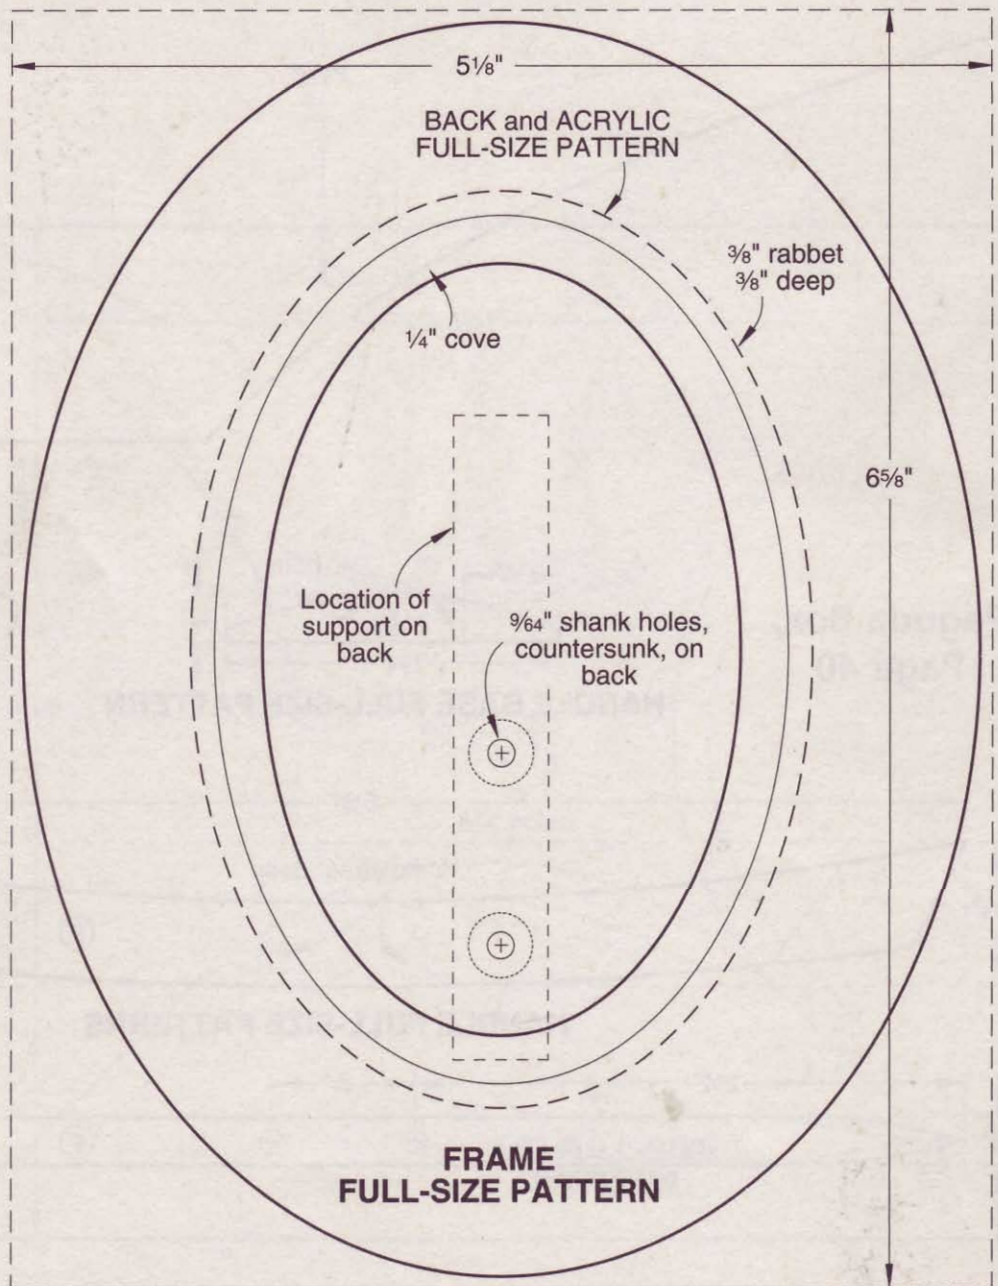 5⅛"
BACK and ACRYLIC
FULL-SIZE PATTERN
⅜" rabbet
⅜" deep
¼" cove
6⅝"
Location of
support on
back
9⁄64" shank holes,
countersunk, on
back
FRAME
FULL-SIZE PATTERN